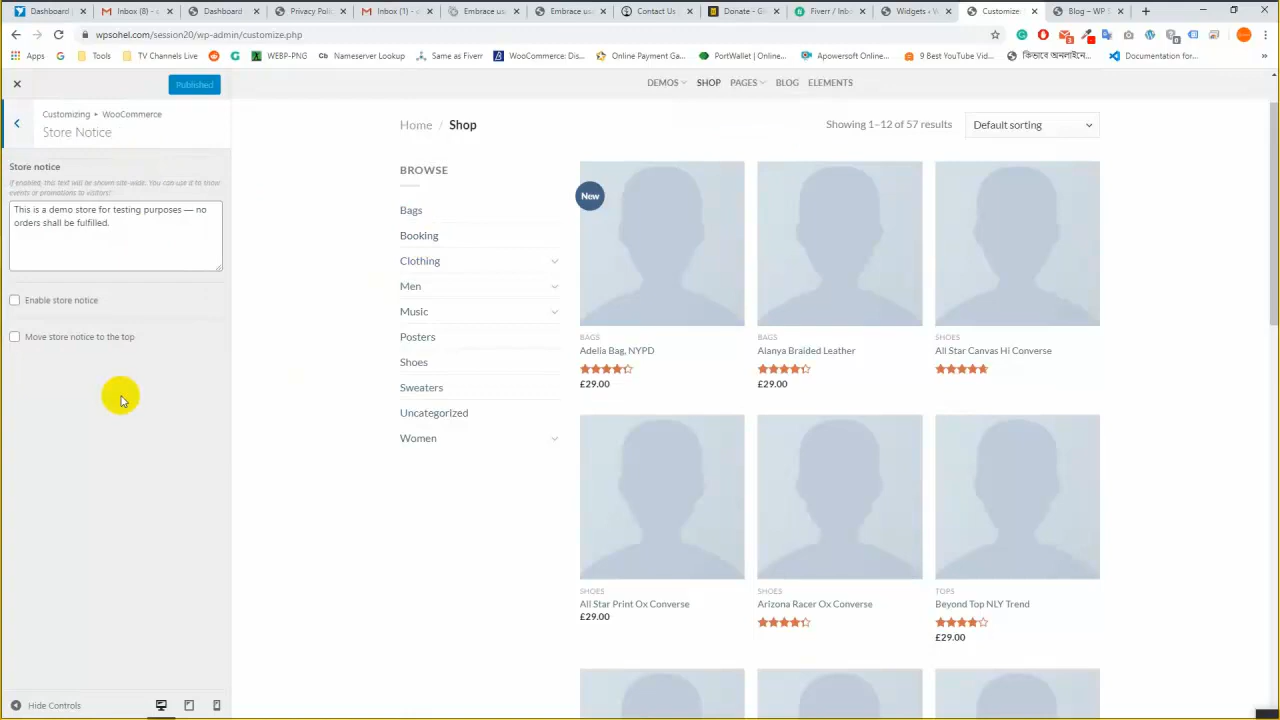 Dashboard
Inbox (8) - c
Dashboard
Privacy Polic
Inbox (1) - d
Embrace use
Embrace use
Contact Us
Donate - Gi
Fiverr / Inbo
Widgets ‹ W
Customize
Blog – WP S
wpsohel.com/session20/wp-admin/customize.php
Apps
Tools
TV Channels
WEBP-PNG
Nameserver Lookup
Same as Fiverr
WooCommerce: Dis...
Online Payment Ga...
PortWallet | Online...
Apowersoft Online...
9 Best YouTube Vid...
কিভাবে অনলাইনে...
Documentation for...
»
Published
Customizing ▸ WooCommerce
Store Notice
Store notice
If enabled, this text will be shown site-wide. You can use it to show
events or promotions to visitors!
This is a demo store for testing purposes — no
orders shall be fulfilled.
Enable store notice
Move store notice to the top
Hide Controls
DEMOS
SHOP
PAGES
BLOG
ELEMENTS
Home / Shop
Showing 1–12 of 57 results
Default sorting
BROWSE
Bags
Booking
Clothing
Men
Music
Posters
Shoes
Sweaters
Uncategorized
Women
New
BAGS
Adelia Bag, NYPD
£29.00
BAGS
Alanya Braided Leather
£29.00
SHOES
All Star Canvas Hi Converse
SHOES
All Star Print Ox Converse
£29.00
SHOES
Arizona Racer Ox Converse
TOPS
Beyond Top NLY Trend
£29.00